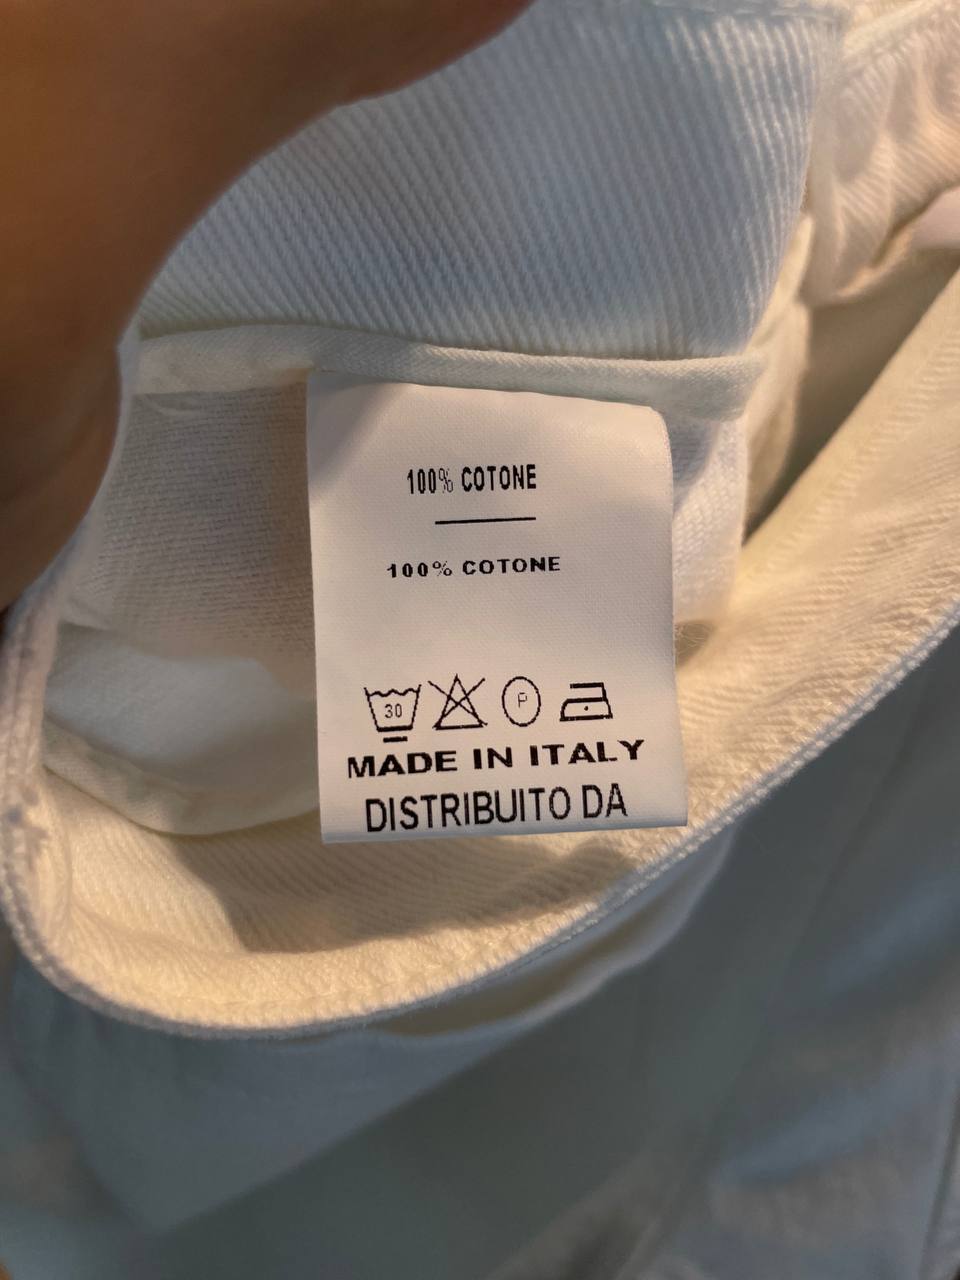 100% COTONE
100% COTONE
30
P
MADE IN ITALY
DISTRIBUITO DA